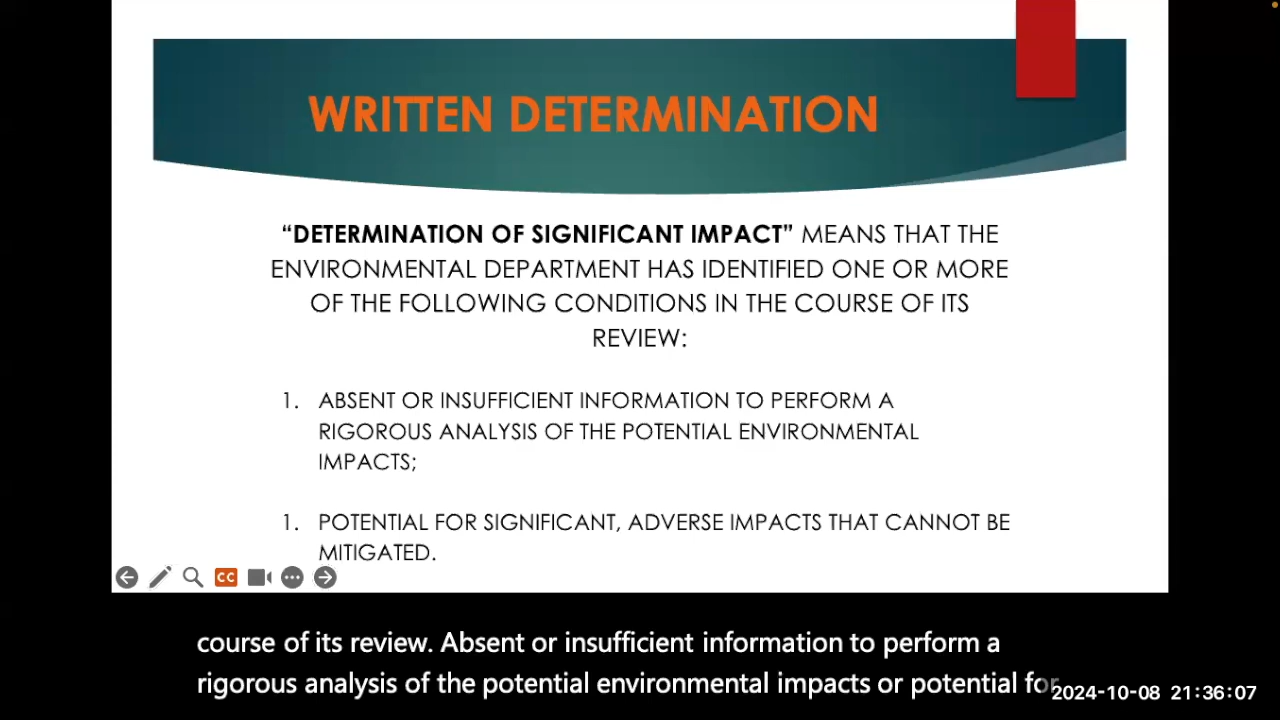 WRITTEN DETERMINATION
“DETERMINATION OF SIGNIFICANT IMPACT” MEANS THAT THE
ENVIRONMENTAL DEPARTMENT HAS IDENTIFIED ONE OR MORE
OF THE FOLLOWING CONDITIONS IN THE COURSE OF ITS
REVIEW:
1. ABSENT OR INSUFFICIENT INFORMATION TO PERFORM A
RIGOROUS ANALYSIS OF THE POTENTIAL ENVIRONMENTAL
IMPACTS;
1. POTENTIAL FOR SIGNIFICANT, ADVERSE IMPACTS THAT CANNOT BE
MITIGATED.
CC
course of its review. Absent or insufficient information to perform a
rigorous analysis of the potential environmental impacts or potential for
2024-10-08 21:36:07